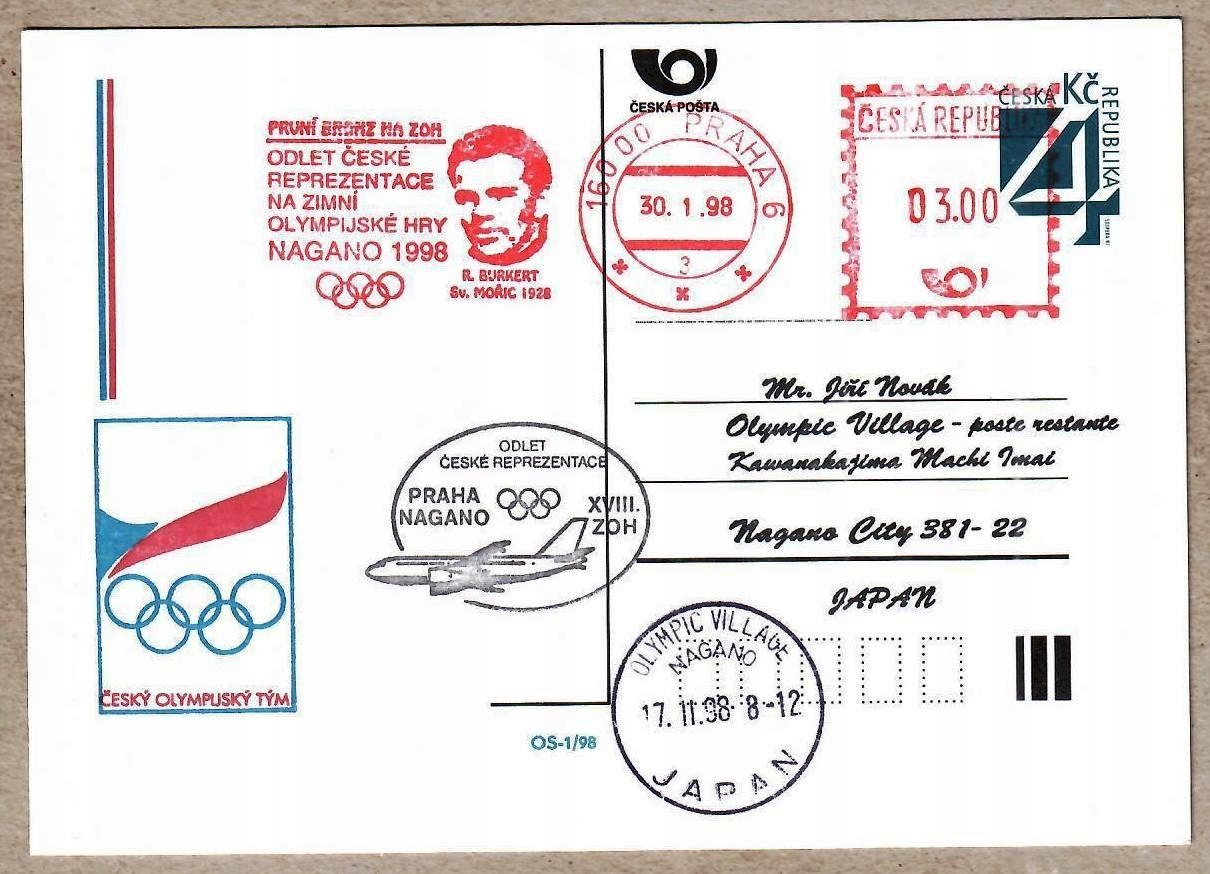 ČESKÁ POŠTA
PRVNÍ BRONZ NA ZOH
ODLET ČESKÉ
REPREZENTACE
NA ZIMNÍ
OLYMPIJSKÉ HRY
NAGANO 1998
R. BURKERT
Sv. MOŘIC 1928
160 00 PRAHA 6
30. 1.98
3
ČESKÁ REPUBLIKA
03.00
ČESKÁ
Kč
REPUBLIKA
4
Mr. Jiří Novák
Olympic Village - poste restante
Kawanakajima Machi Imai
Nagano City 381- 22
JAPAN
ODLET
ČESKÉ REPREZENTACE
PRAHA
NAGANO
XVIII.
ZOH
ČESKÝ OLYMPIJSKÝ TÝM
OS-1/98
OLYMPIC VILLAGE
NAGANO
17. II.98 8-12
JAPAN